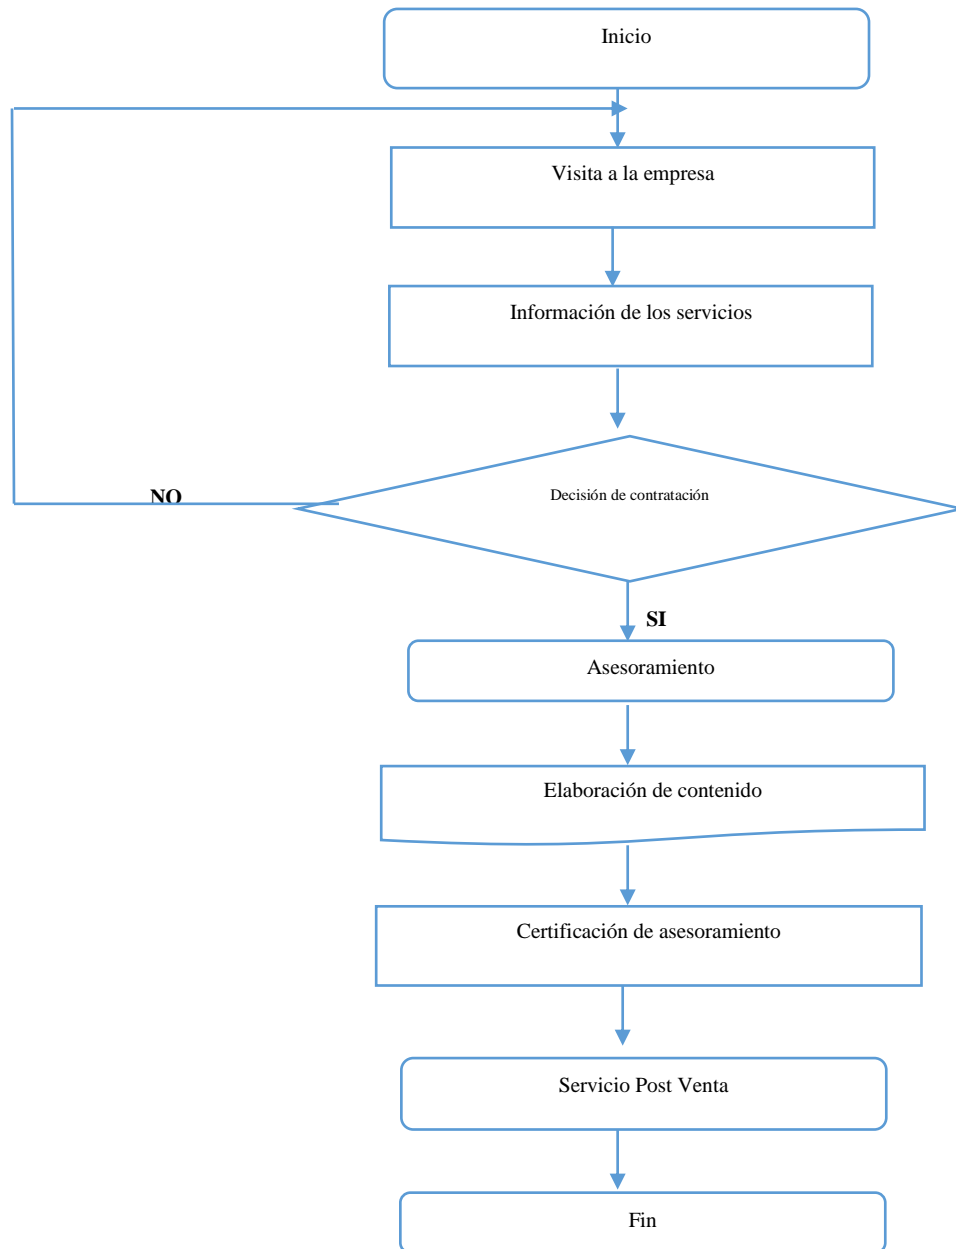 Inicio
Visita a la empresa
Información de los servicios
Decisión de contratación
NO
SI
Asesoramiento
Elaboración de contenido
Certificación de asesoramiento
Servicio Post Venta
Fin